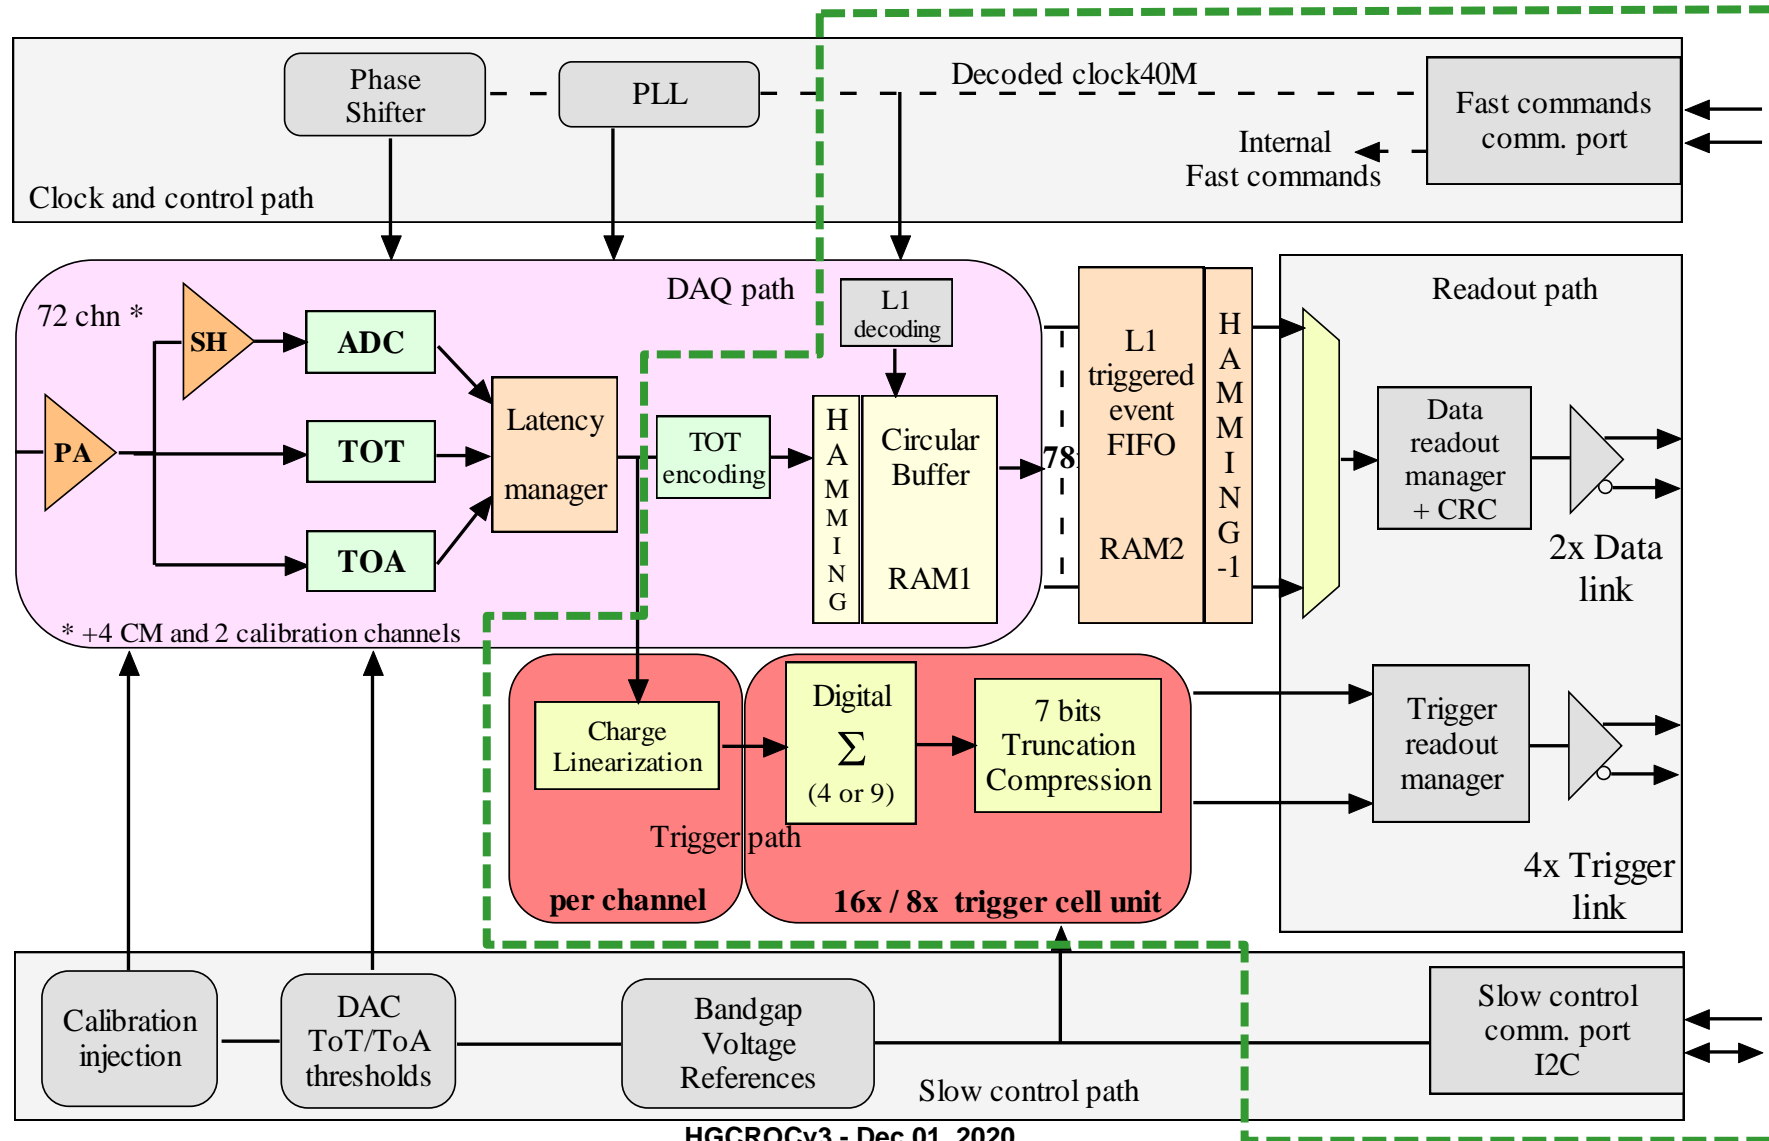 Phase
Shifter
PLL
Decoded clock40M
Fast commands
comm. port
Internal
Fast commands
Clock and control path
72 chn *
DAQ path
L1
decoding
Readout path
SH
ADC
PA
TOT
TOA
Latency
manager
TOT
encoding
HAMMING
Circular
Buffer
RAM1
78
L1
triggered
event
FIFO
RAM2
HAMMING
-1
Data
readout
manager
+ CRC
2x Data
link
* +4 CM and 2 calibration channels
Charge
Linearization
Digital
Σ
(4 or 9)
7 bits
Truncation
Compression
Trigger path
per channel
16x / 8x trigger cell unit
Trigger
readout
manager
4x Trigger
link
Calibration
injection
DAC
ToT/ToA
thresholds
Bandgap
Voltage
References
Slow control path
Slow control
comm. port
I2C
HGCROCv3 - Dec 01, 2020